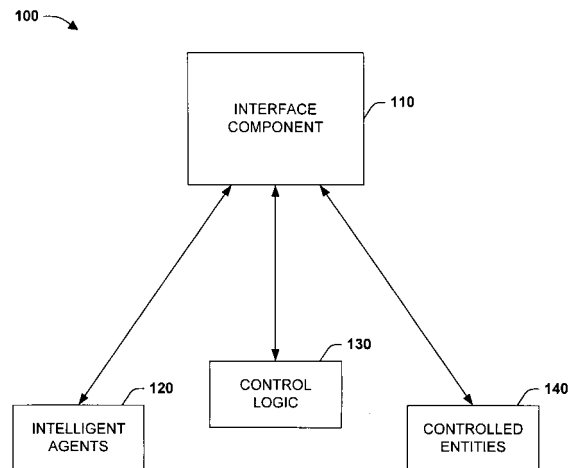 100
INTERFACE
COMPONENT
110
130
CONTROL
LOGIC
120
INTELLIGENT
AGENTS
140
CONTROLLED
ENTITIES